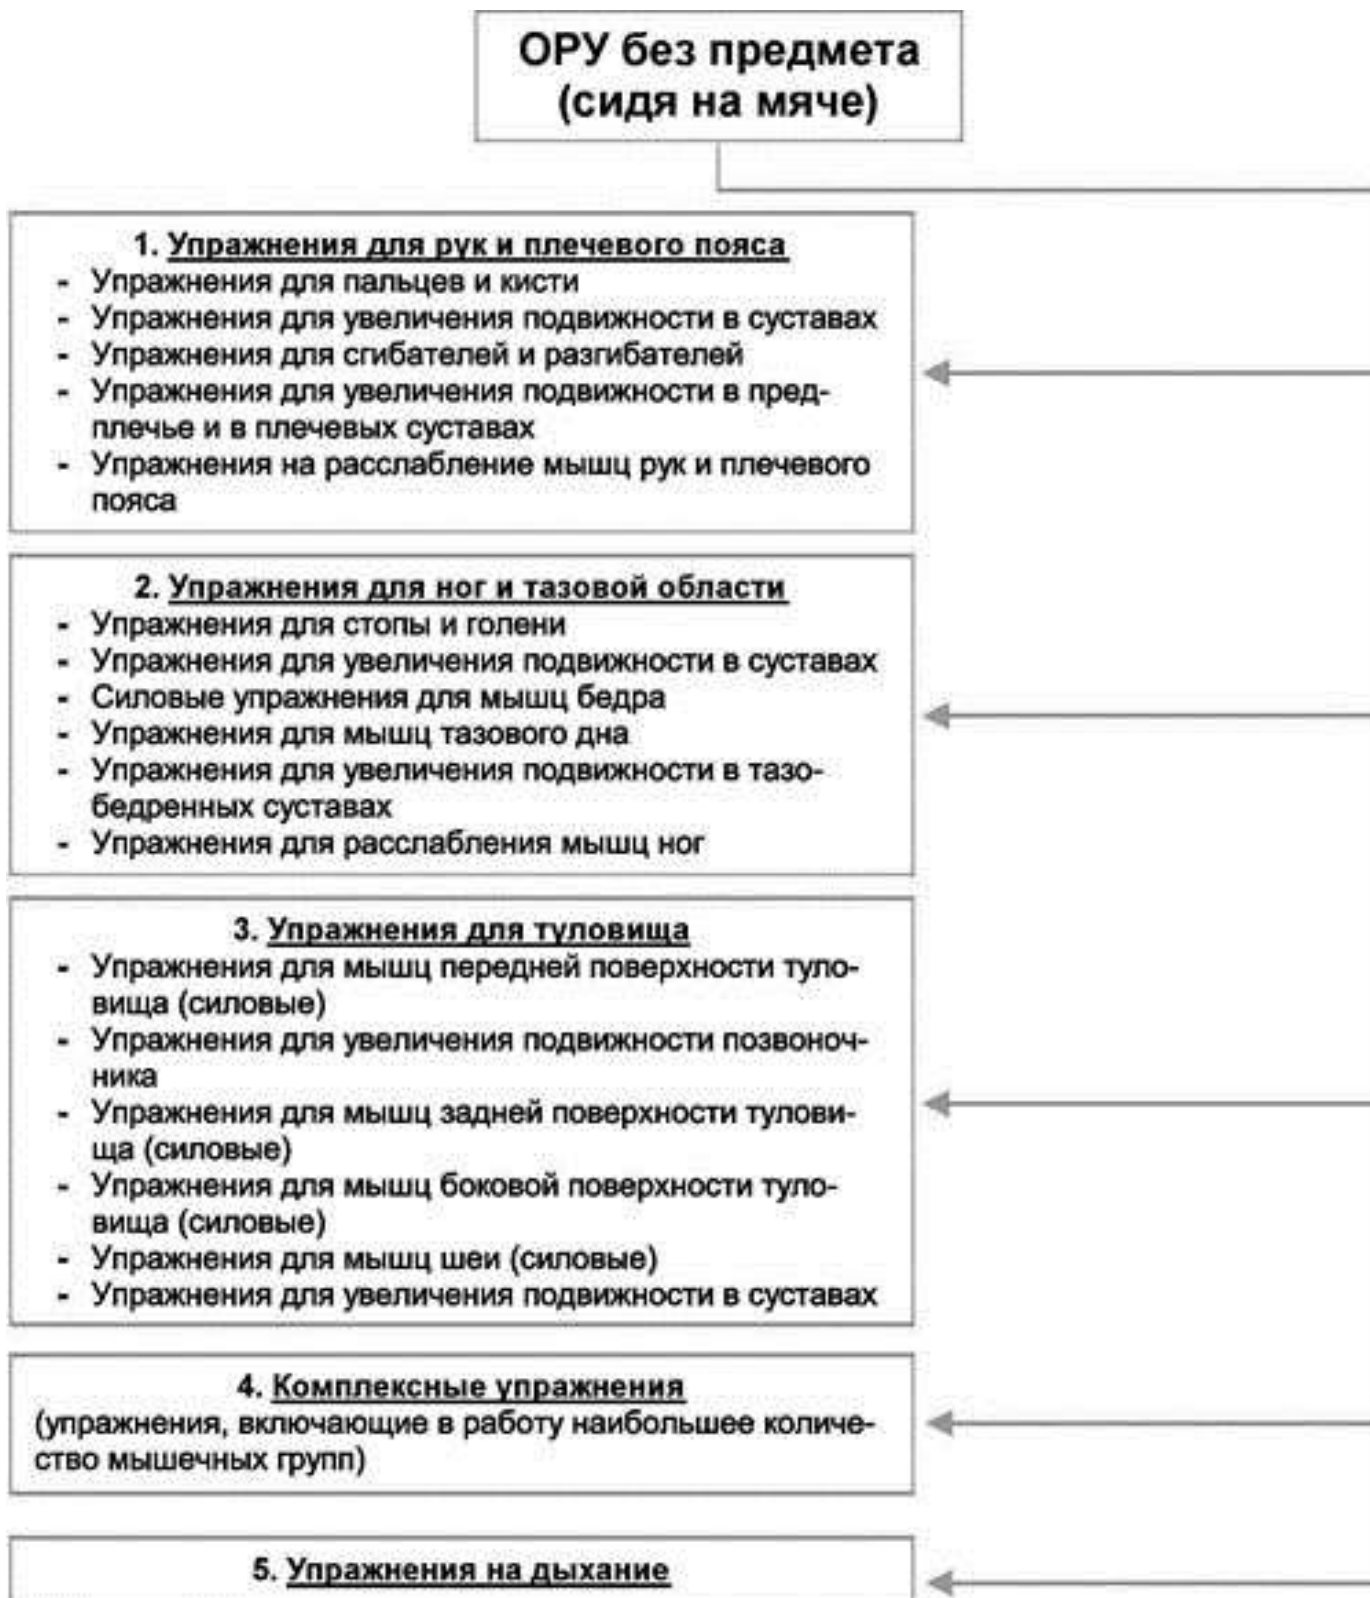 ОРУ без предмета
(сидя на мяче)
1. Упражнения для рук и плечевого пояса
- Упражнения для пальцев и кисти
- Упражнения для увеличения подвижности в суставах
- Упражнения для сгибателей и разгибателей
- Упражнения для увеличения подвижности в пред-
плечье и в плечевых суставах
- Упражнения на расслабление мышц рук и плечевого
пояса
2. Упражнения для ног и тазовой области
- Упражнения для стопы и голени
- Упражнения для увеличения подвижности в суставах
- Силовые упражнения для мышц бедра
- Упражнения для мышц тазового дна
- Упражнения для увеличения подвижности в тазо-
бедренных суставах
- Упражнения для расслабления мышц ног
3. Упражнения для туловища
- Упражнения для мышц передней поверхности туло-
вища (силовые)
- Упражнения для увеличения подвижности позвоноч-
ника
- Упражнения для мышц задней поверхности тулови-
ща (силовые)
- Упражнения для мышц боковой поверхности туло-
вища (силовые)
- Упражнения для мышц шеи (силовые)
- Упражнения для увеличения подвижности в суставах
4. Комплексные упражнения
(упражнения, включающие в работу наибольшее количе-
ство мышечных групп)
5. Упражнения на дыхание